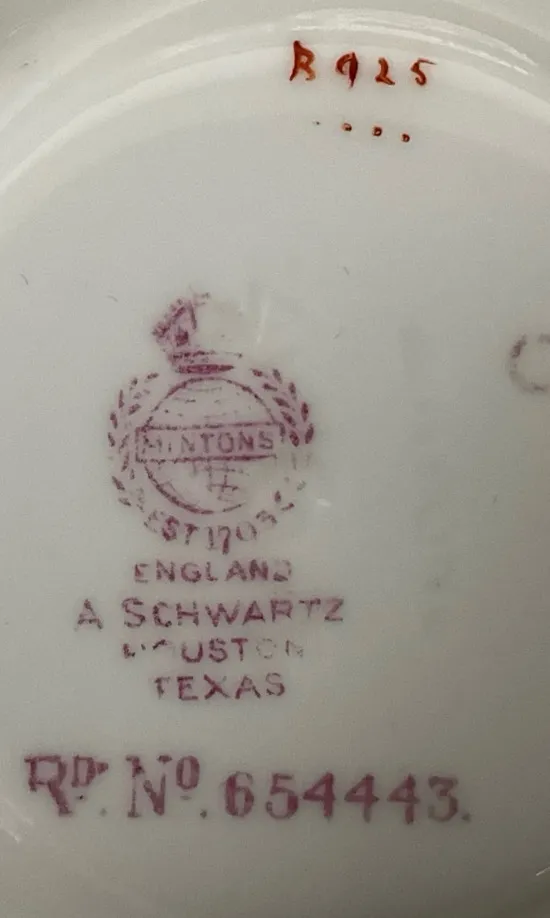 B925
MINTONS
EST 1793
ENGLAND
A SCHWARTZ
HOUSTON
TEXAS
RD. No. 654443.